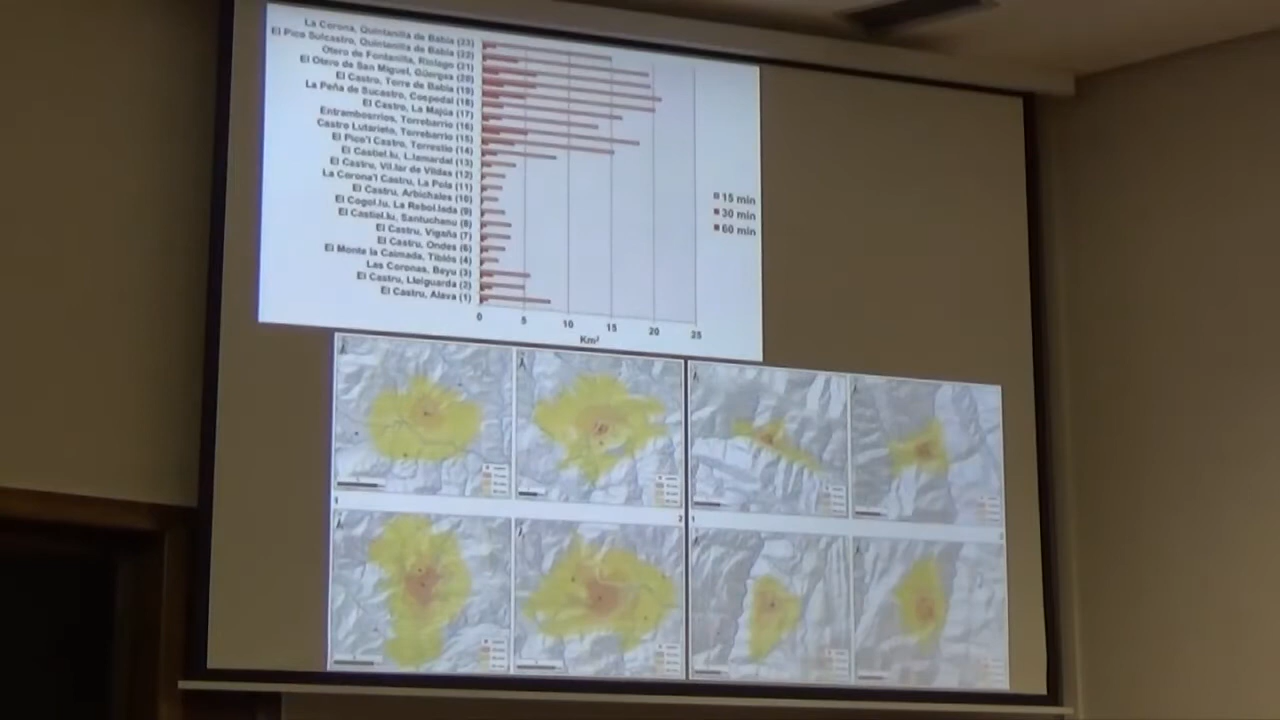 La Corona, Quintanilla de Babia (23)
El Pico Sulcastro, Quintanilla de Babia (22)
Otero de Fontanilla, Riolago (21)
El Otero de San Miguel, Güergas (20)
El Castro, Torre de Babia (19)
La Peña de Sucastro, Cospedal (18)
El Castro, La Majúa (17)
Entrambosrríos, Torrebarrio (16)
Castro Lutarieto, Torrebarrio (15)
El Pico'l Castro, Torrestío (14)
El Castiel.lu, L.lamardal (13)
El Castru, Vil.lar de Vildas (12)
La Corona'l Castru, La Pola (11)
El Castru, Arbichales (10)
El Cogol.lu, La Rebol.lada (9)
El Castiel.lu, Santuchanu (8)
El Castru, Vigaña (7)
El Castru, Ondes (6)
El Monte la Caimada, Tiblós (4)
Las Coronas, Beyu (3)
El Castru, L.leiguarda (2)
El Castru, Alava (1)
0 5 10 15 20 25
Km²
15 min
30 min
60 min